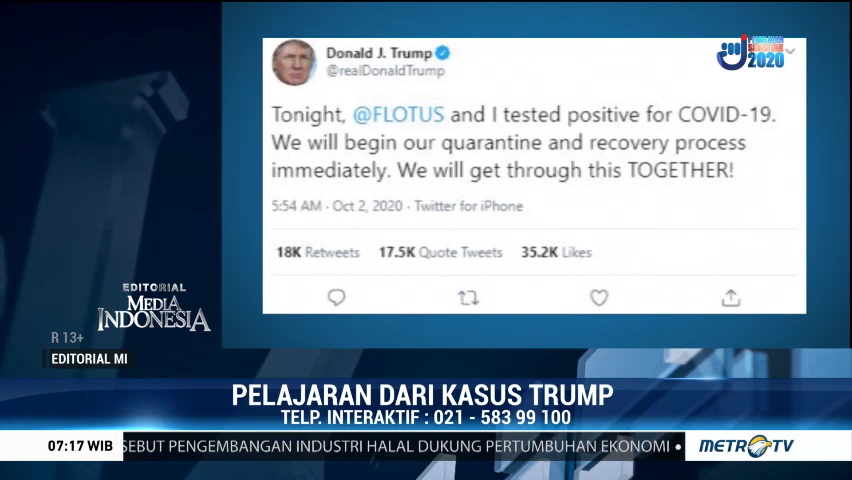 Donald J. Trump
@realDonaldTrump
2020
Tonight, @FLOTUS and I tested positive for COVID-19.
We will begin our quarantine and recovery process
immediately. We will get through this TOGETHER!
5:54 AM · Oct 2, 2020 · Twitter for iPhone
18K Retweets 17.5K Quote Tweets 35.2K Likes
EDITORIAL
MEDIA
INDONESIA
R 13+
EDITORIAL MI
PELAJARAN DARI KASUS TRUMP
TELP. INTERAKTIF : 021 - 583 99 100
07:17 WIB SEBUT PENGEMBANGAN INDUSTRI HALAL DUKUNG PERTUMBUHAN EKONOMI • METRO TV